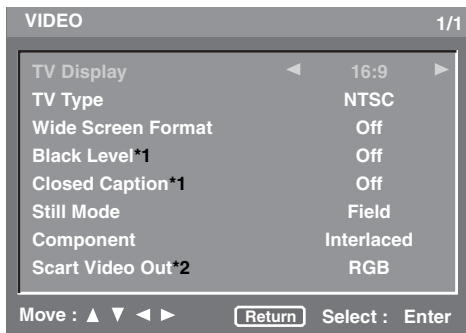 VIDEO 1/1
TV Display ◄ 16:9 ►
TV Type NTSC
Wide Screen Format Off
Black Level*1 Off
Closed Caption*1 Off
Still Mode Field
Component Interlaced
Scart Video Out*2 RGB
Move : ▲ ▼ ◄ ► Return Select : Enter